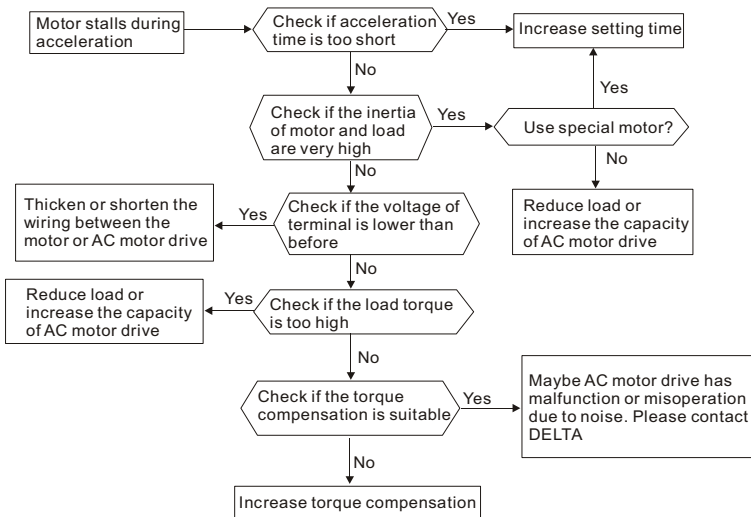 Motor stalls during
acceleration
Check if acceleration
time is too short
Yes
Increase setting time
No
Yes
Check if the inertia
of motor and load
are very high
Yes
Use special motor?
No
No
Thicken or shorten the
wiring between the
motor or AC motor drive
Yes
Check if the voltage of
terminal is lower than
before
Reduce load or
increase the capacity
of AC motor drive
No
Reduce load or
increase the capacity
of AC motor drive
Yes
Check if the load torque
is too high
No
Check if the torque
compensation is suitable
Yes
Maybe AC motor drive has
malfunction or misoperation
due to noise. Please contact
DELTA
No
Increase torque compensation